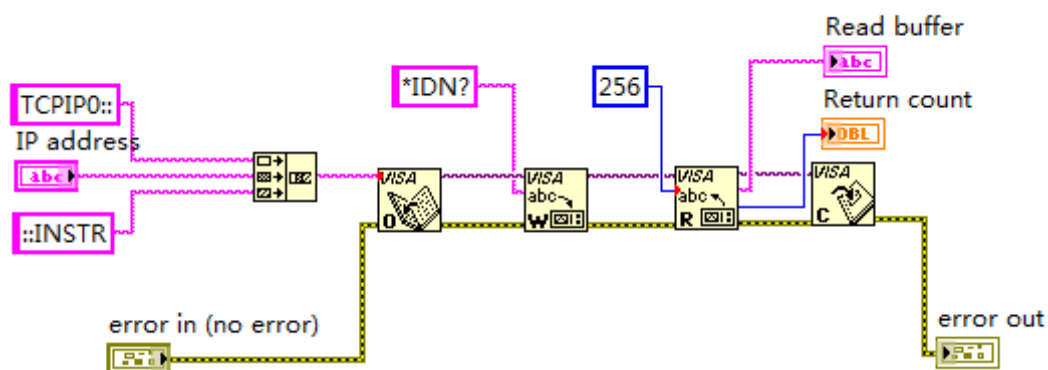 Read buffer
abc
TCPIP0::
*IDN?
256
Return count
IP address
abc
DBL
VISA
VISA
abc
W
VISA
abc
R
VISA
C
O
::INSTR
error in (no error)
error out